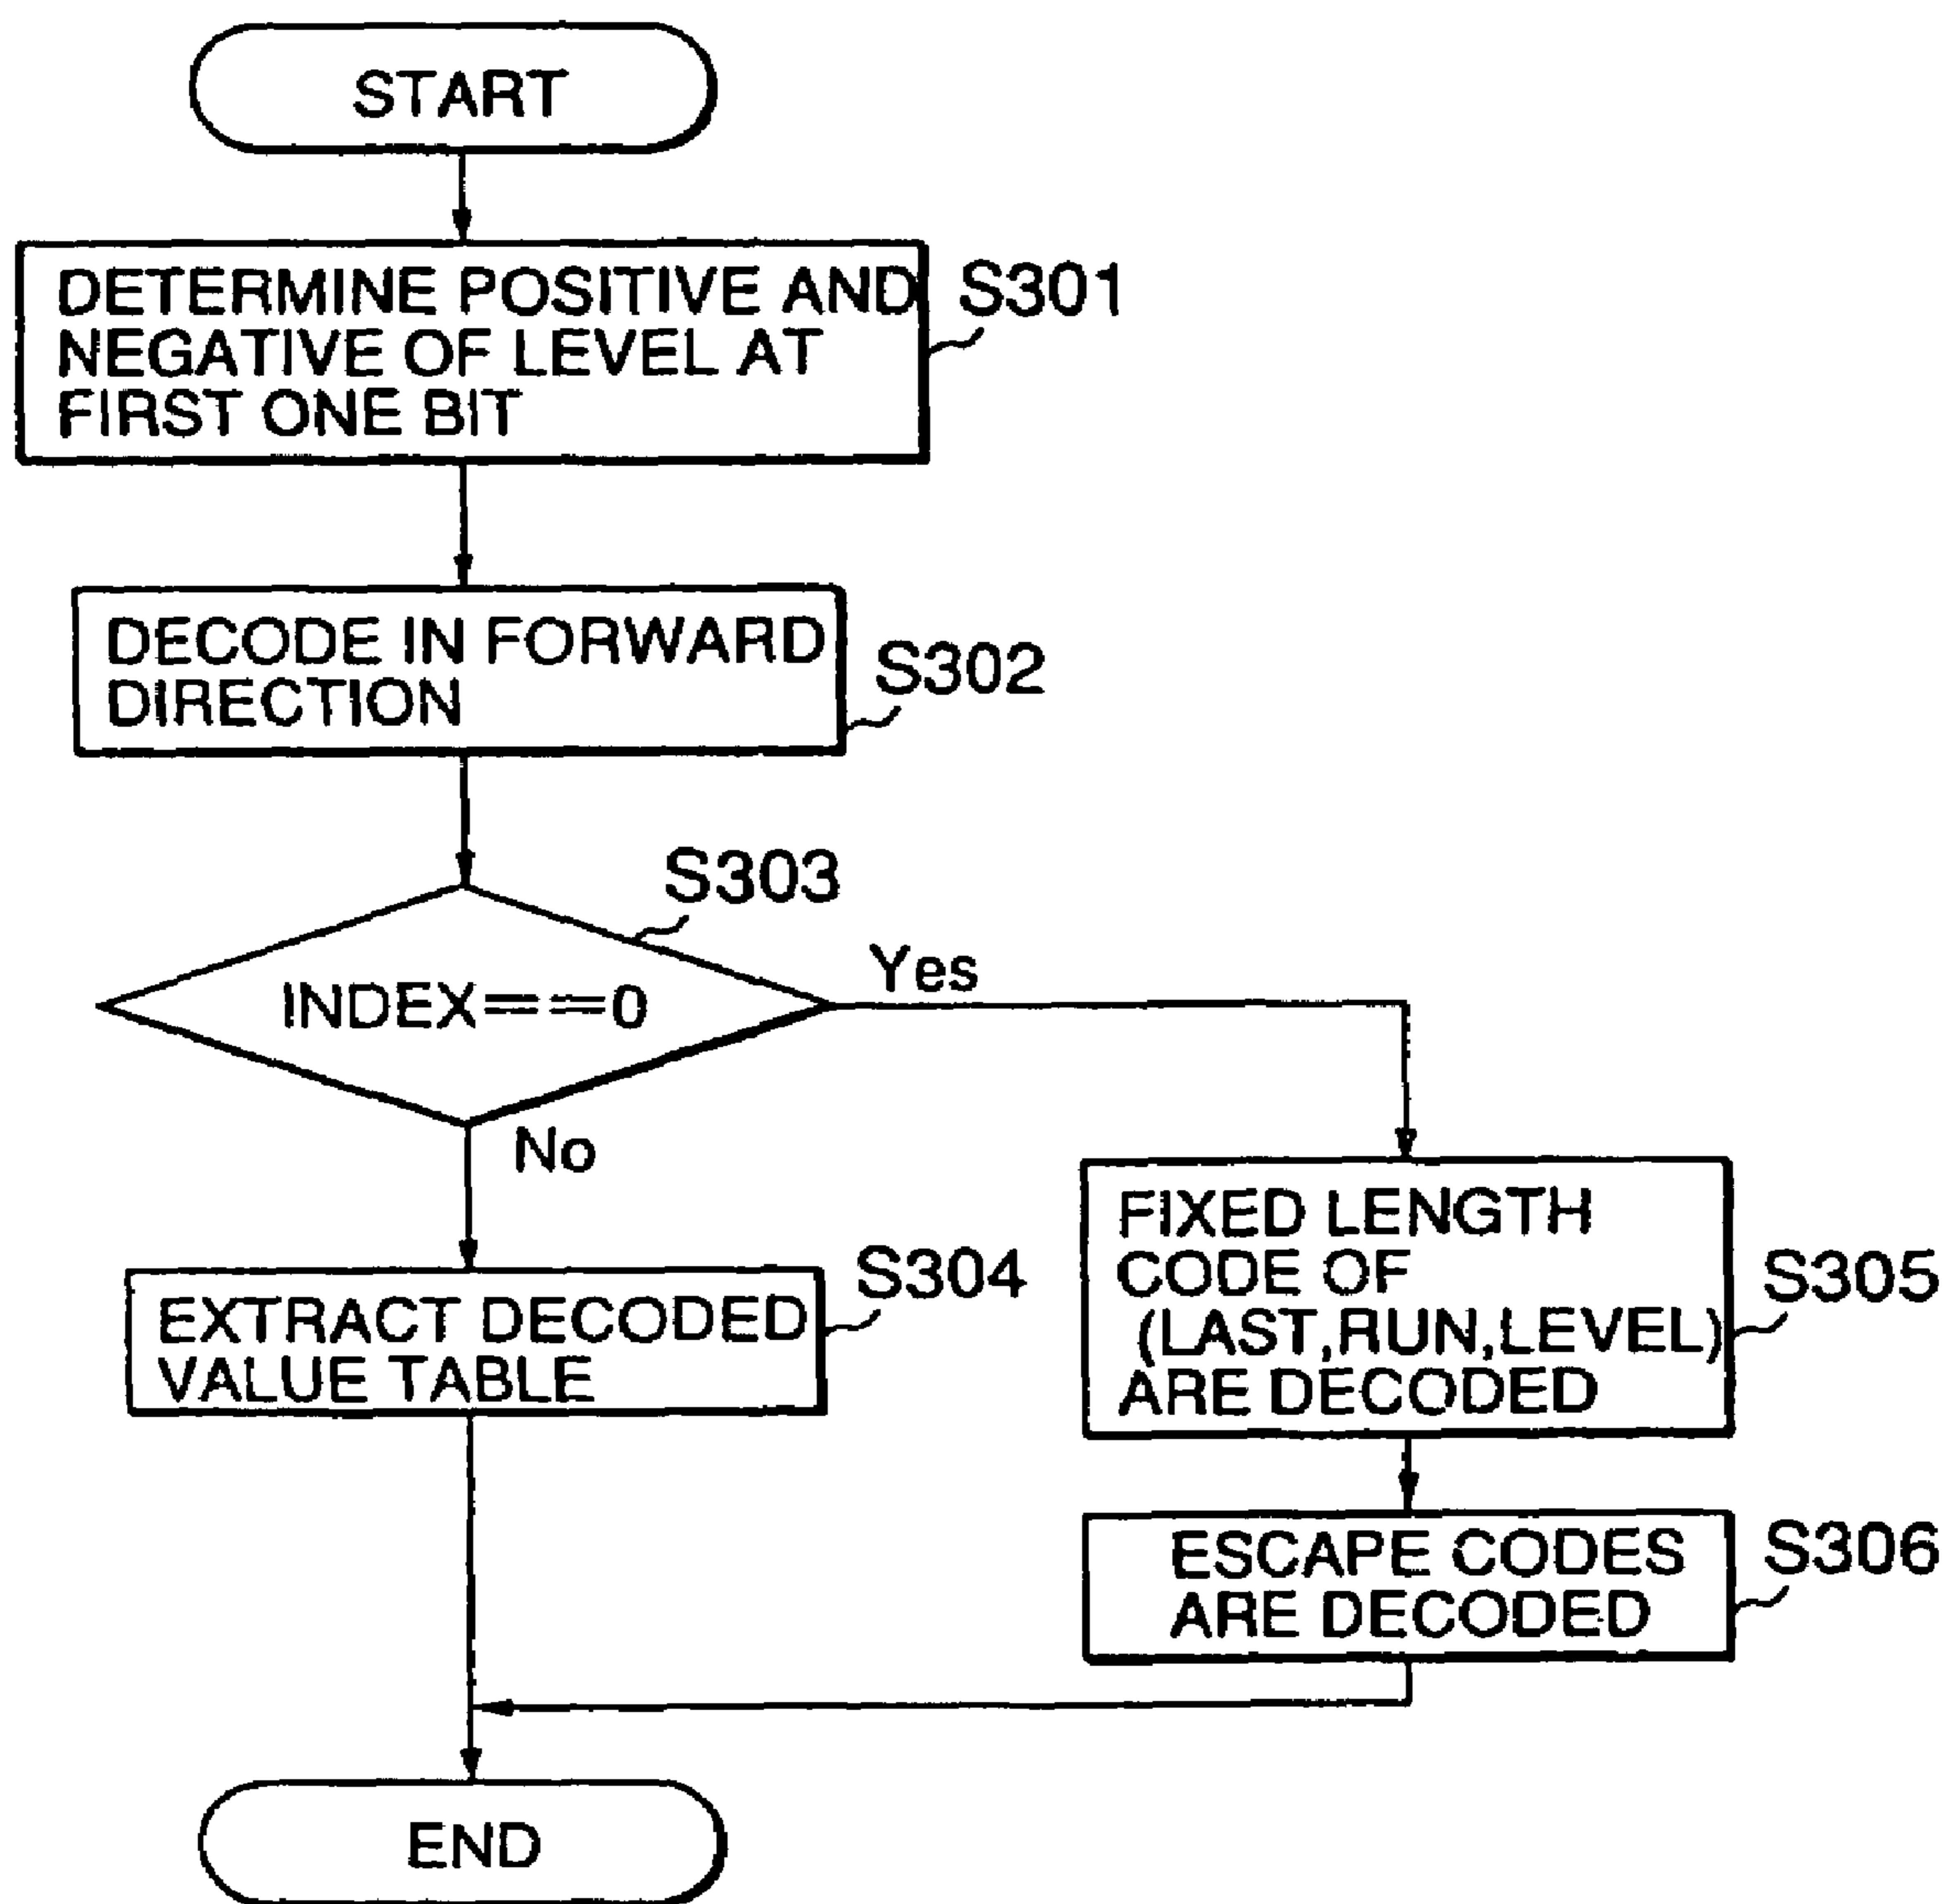 START
DETERMINE POSITIVE AND
NEGATIVE OF LEVEL AT
FIRST ONE BIT
S301
DECODE IN FORWARD
DIRECTION
S302
S303
INDEX==0
Yes
No
EXTRACT DECODED
VALUE TABLE
S304
FIXED LENGTH
CODE OF
(LAST,RUN,LEVEL)
ARE DECODED
S305
ESCAPE CODES
ARE DECODED
S306
END